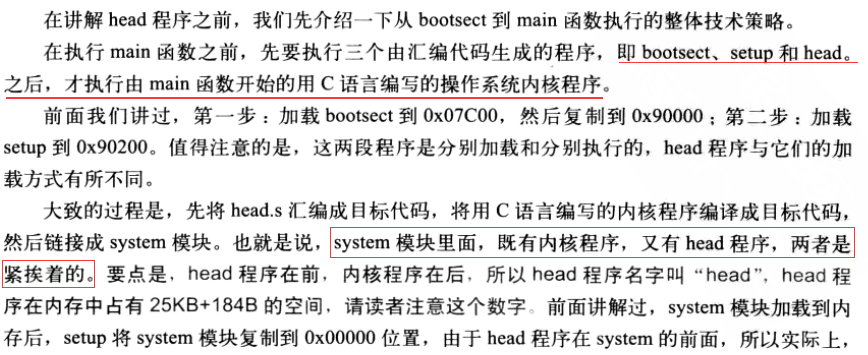 在讲解 head 程序之前，我们先介绍一下从 bootsect 到 main 函数执行的整体技术策略。
在执行 main 函数之前，先要执行三个由汇编代码生成的程序，即 bootsect、setup 和 head。
之后，才执行由 main 函数开始的用 C 语言编写的操作系统内核程序。
前面我们讲过，第一步：加载 bootsect 到 0x07C00，然后复制到 0x90000；第二步：加载
setup 到 0x90200。值得注意的是，这两段程序是分别加载和分别执行的，head 程序与它们的加
载方式有所不同。
大致的过程是，先将 head.s 汇编成目标代码，将用 C 语言编写的内核程序编译成目标代码，
然后链接成 system 模块。也就是说，system 模块里面，既有内核程序，又有 head 程序，两者是
紧挨着的。要点是，head 程序在前，内核程序在后，所以 head 程序名字叫 “head”，head 程
序在内存中占有 25KB+184B 的空间，请读者注意这个数字。前面讲解过，system 模块加载到内
存后，setup 将 system 模块复制到 0x00000 位置，由于 head 程序在 system 的前面，所以实际上，